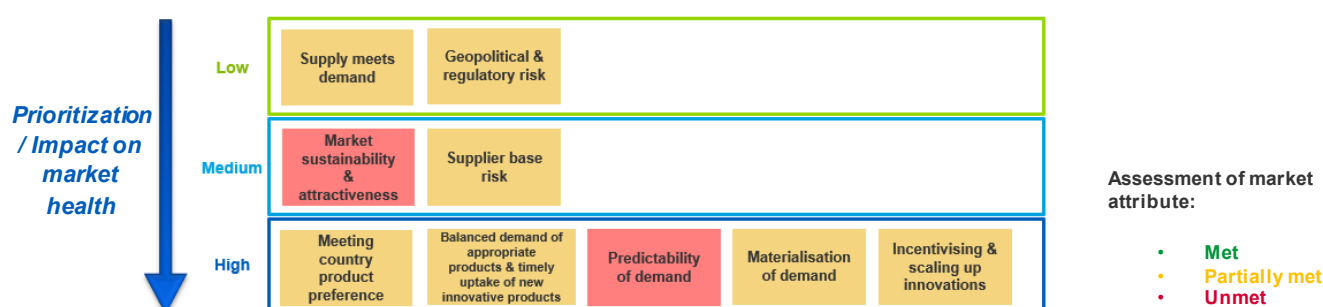 Prioritization
/ Impact on
market
health
Low
Supply meets
demand
Geopolitical &
regulatory risk
Medium
Market
sustainability
&
attractiveness
Supplier base
risk
High
Meeting
country
product
preference
Balanced demand of
appropriate
products & timely
uptake of new
innovative products
Predictability
of demand
Materialisation
of demand
Incentivising &
scaling up
innovations
Assessment of market
attribute:
• Met
• Partially met
• Unmet